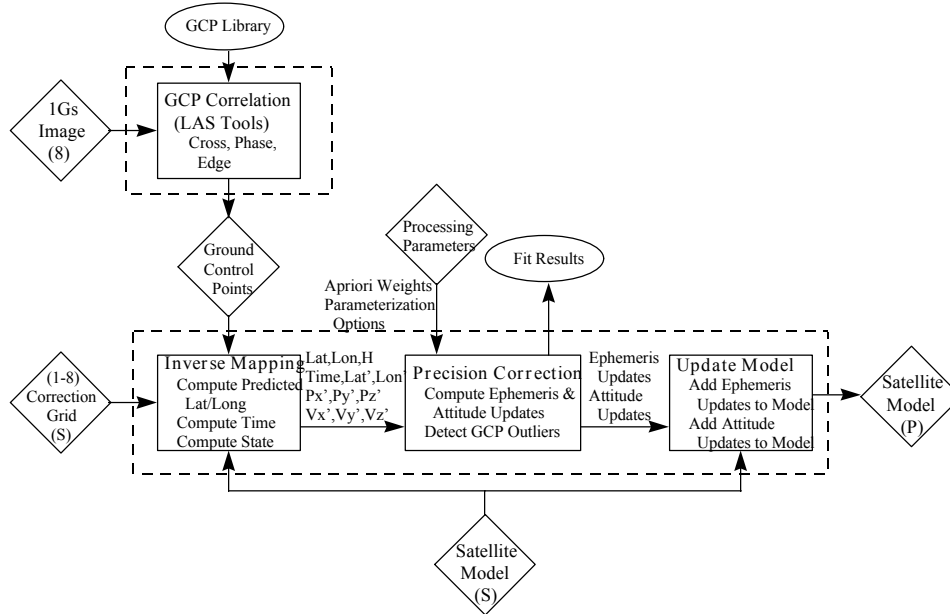 GCP Library
1Gs
Image
(8)
GCP Correlation
(LAS Tools)
Cross, Phase,
Edge
Ground
Control
Points
Processing
Parameters
Fit Results
Apriori Weights
Parameterization
Options
(1-8)
Correction
Grid
(S)
Inverse Mapping
Compute Predicted
Lat/Long
Compute Time
Compute State
Lat,Lon,H
Time,Lat’,Lon’
Px’,Py’,Pz’
Vx’,Vy’,Vz’
Precision Correction
Compute Ephemeris &
Attitude Updates
Detect GCP Outliers
Ephemeris
Updates
Attitude
Updates
Update Model
Add Ephemeris
Updates to Model
Add Attitude
Updates to Model
Satellite
Model
(P)
Satellite
Model
(S)